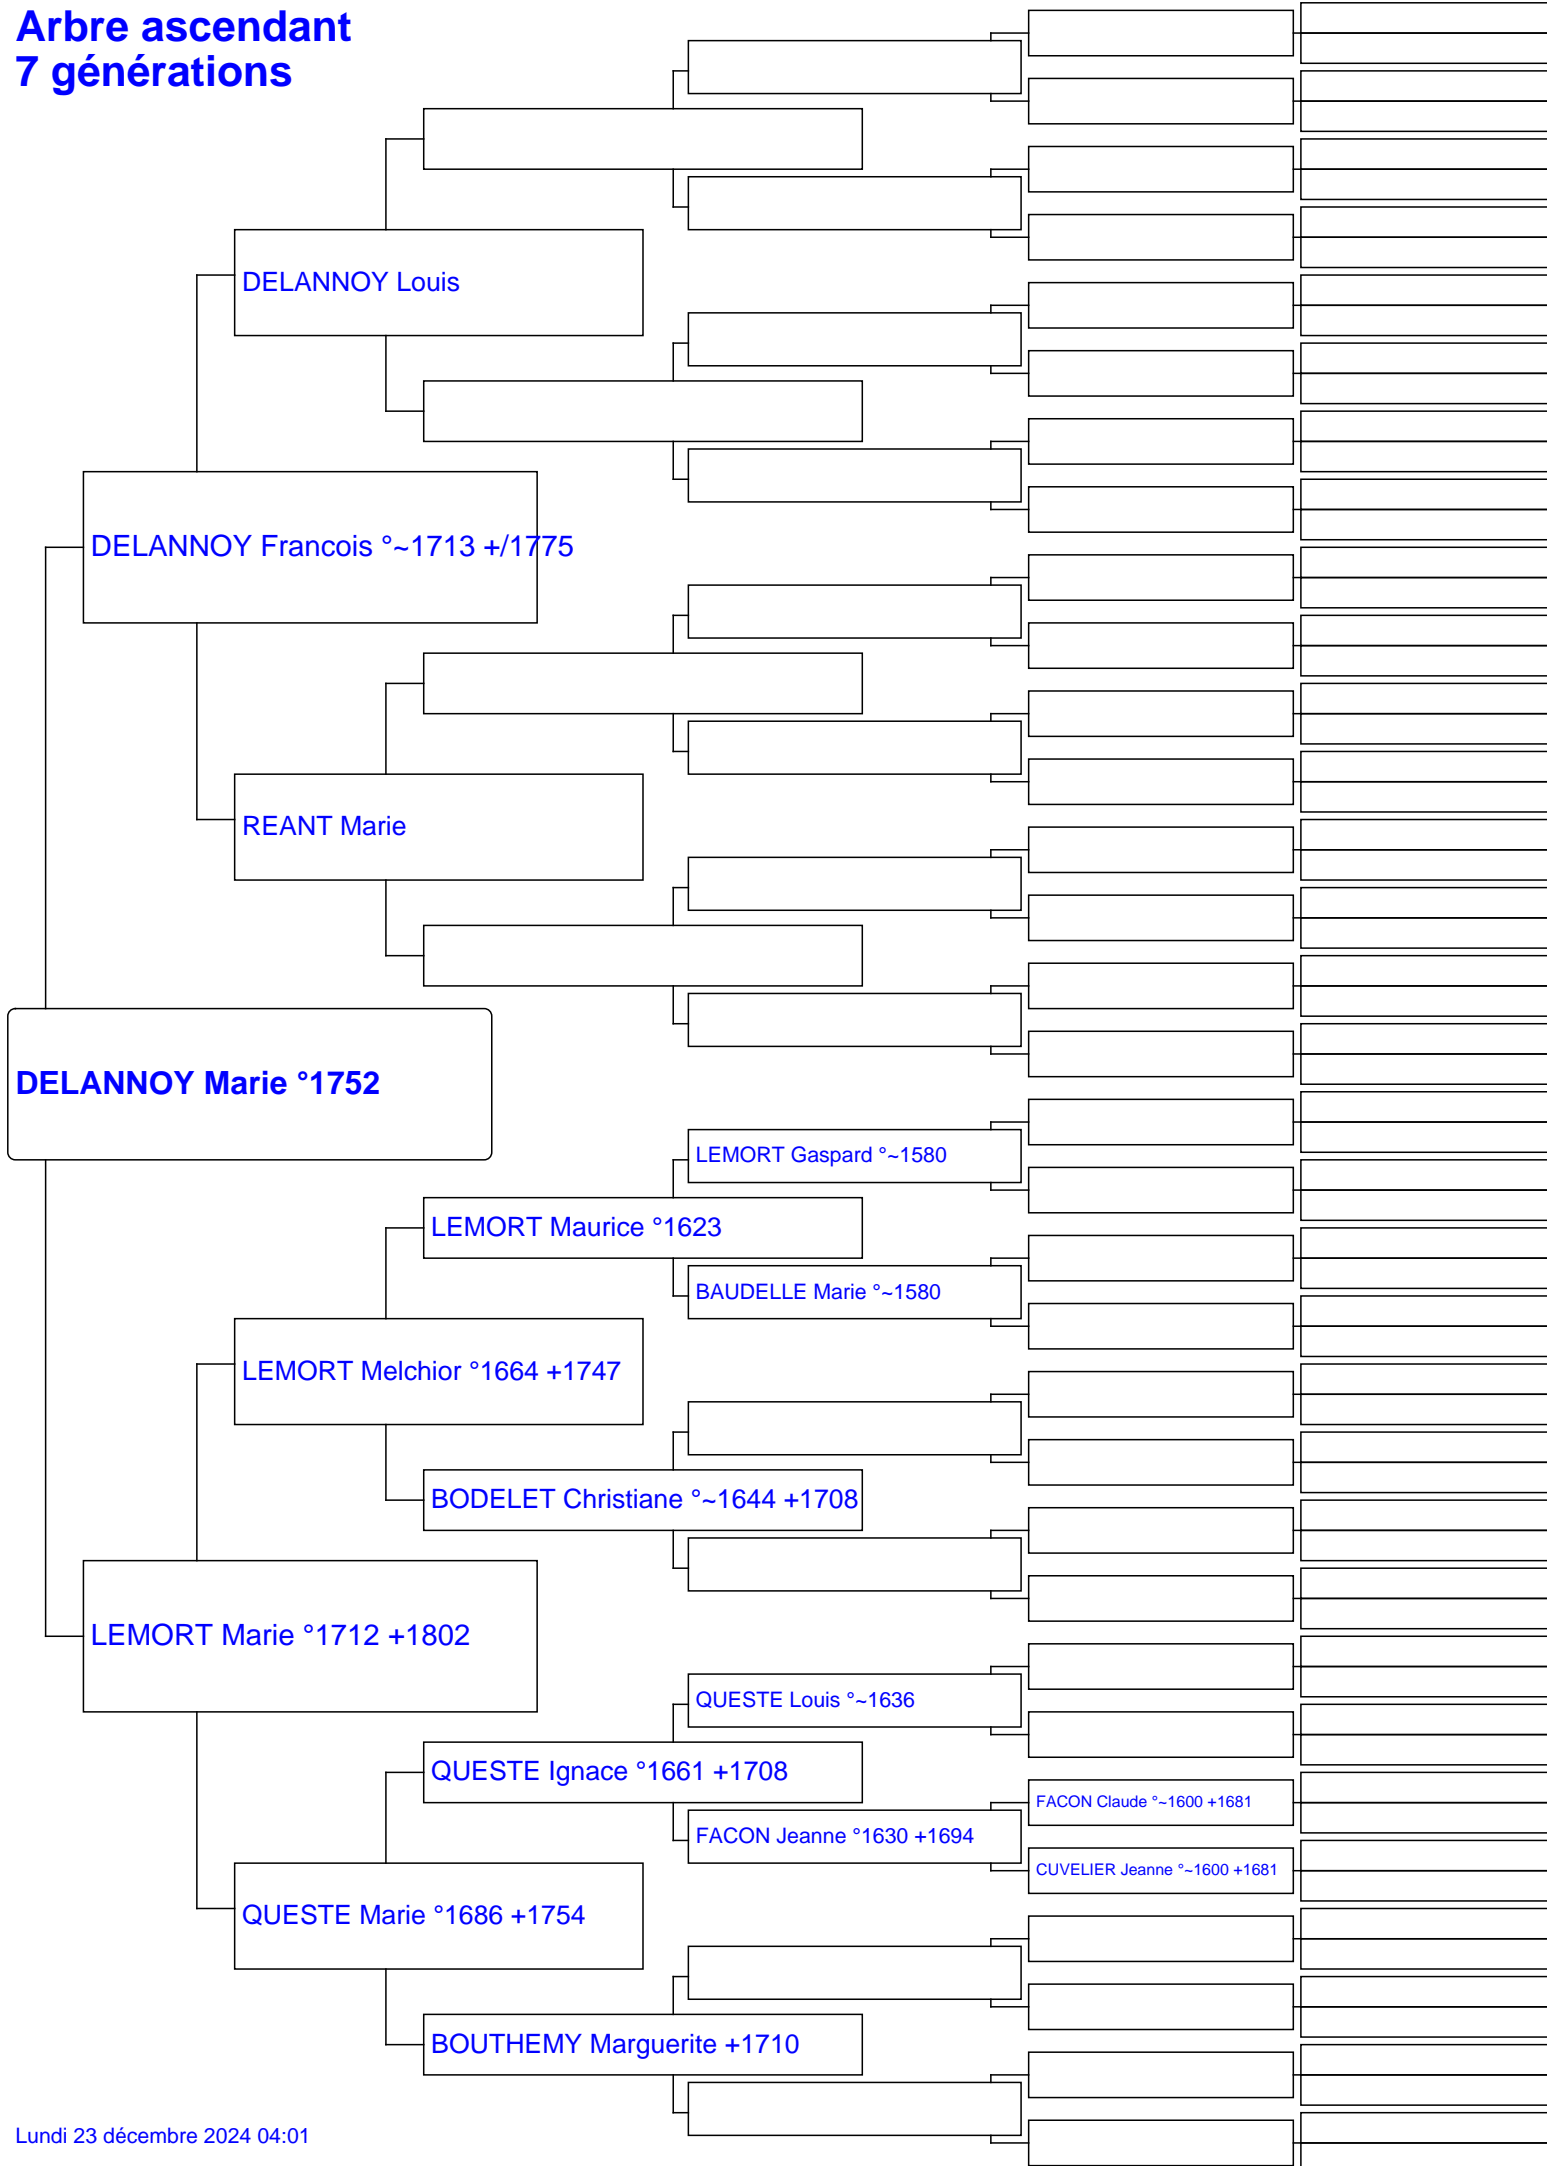 Arbre ascendant
7 générations
DELANNOY Louis
DELANNOY Francois °~1713 +/1775
REANT Marie
DELANNOY Marie °1752
LEMORT Gaspard °~1580
LEMORT Maurice °1623
BAUDELLE Marie °~1580
LEMORT Melchior °1664 +1747
BODELET Christiane °~1644 +1708
LEMORT Marie °1712 +1802
QUESTE Louis °~1636
QUESTE Ignace °1661 +1708
FACON Claude °~1600 +1681
FACON Jeanne °1630 +1694
CUVELIER Jeanne °~1600 +1681
QUESTE Marie °1686 +1754
BOUTHEMY Marguerite +1710
Lundi 23 décembre 2024 04:01